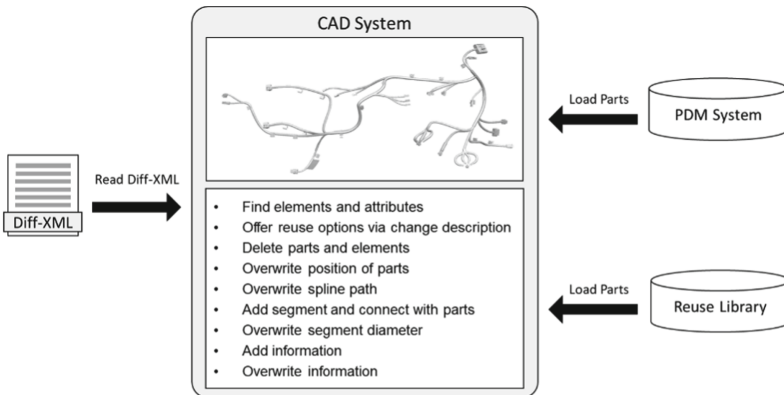 CAD System
Load Parts
PDM System
Read Diff-XML
Diff-XML
• Find elements and attributes
• Offer reuse options via change description
• Delete parts and elements
• Overwrite position of parts
• Overwrite spline path
• Add segment and connect with parts
• Overwrite segment diameter
• Add information
• Overwrite information
Load Parts
Reuse Library